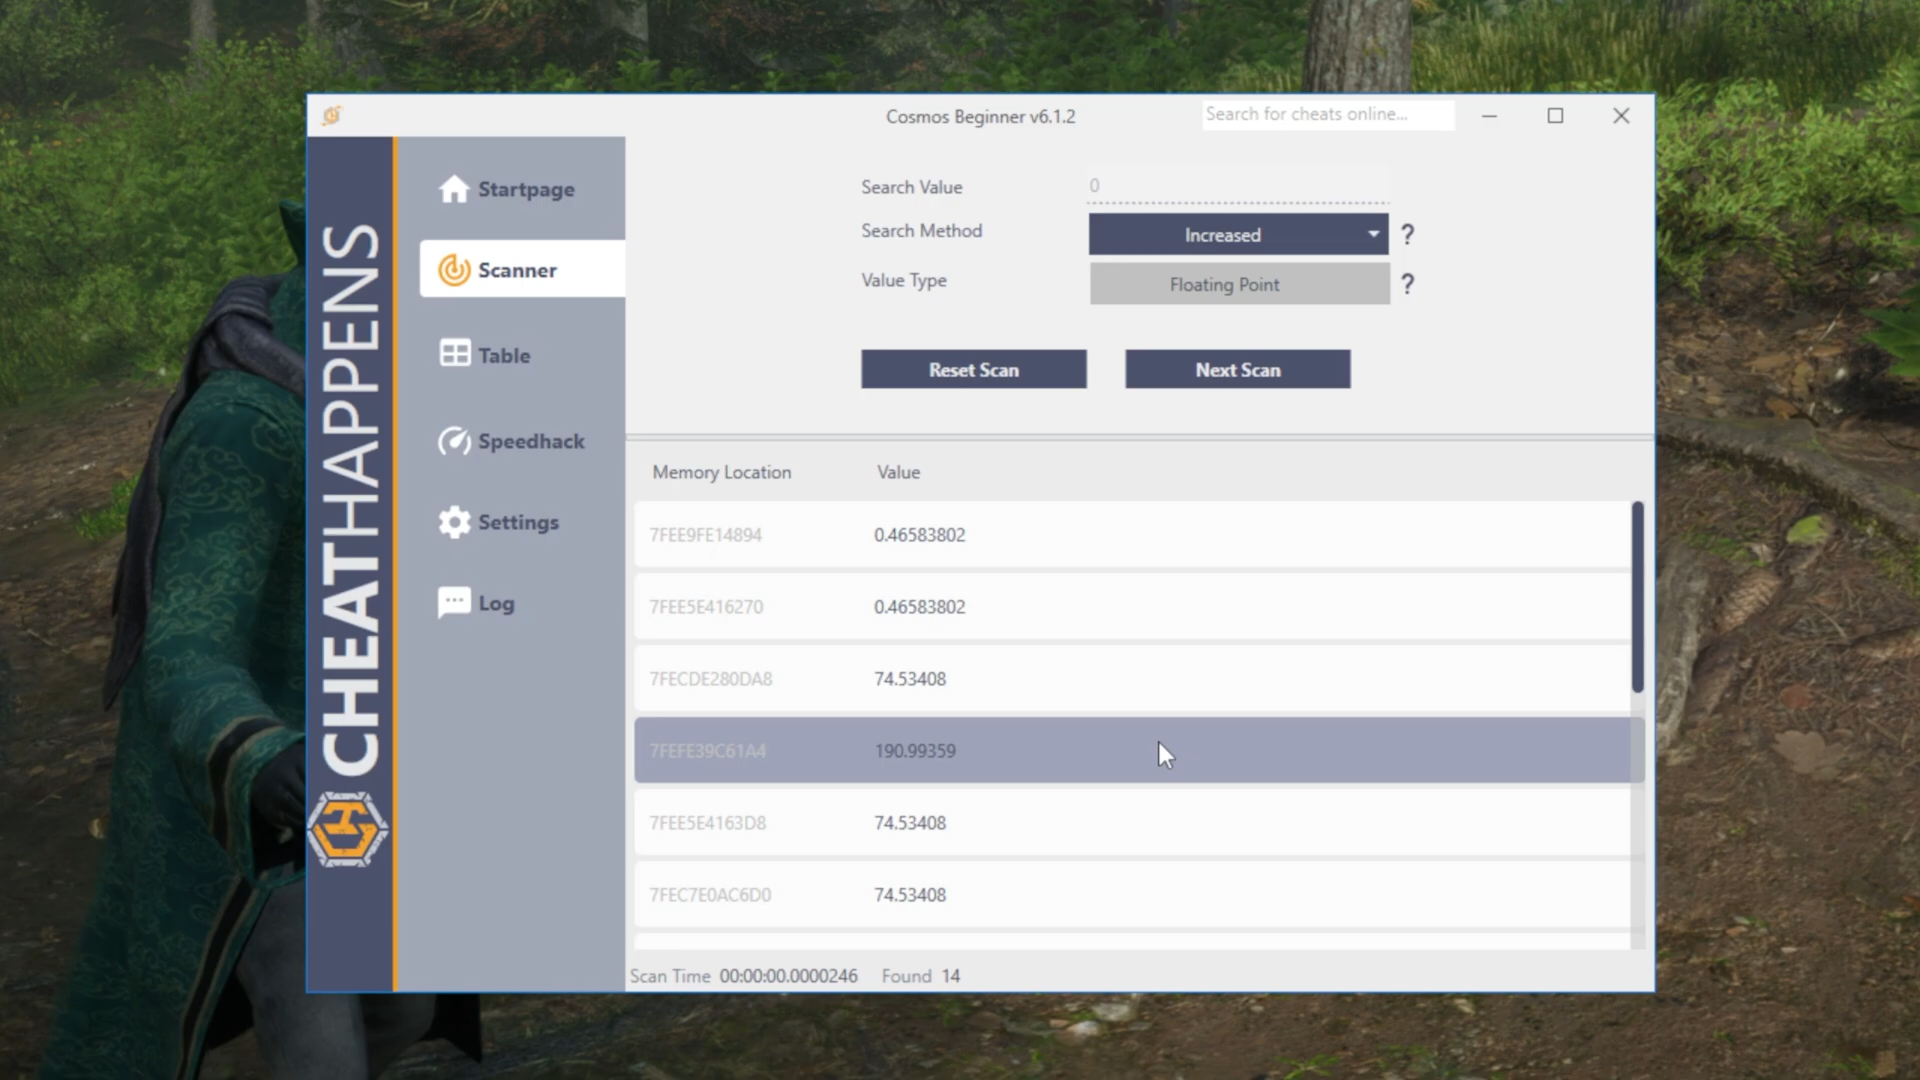 Cosmos Beginner v6.1.2
Search for cheats online...
CHEATHAPPENS
Startpage
Scanner
Table
Speedhack
Settings
Log
Search Value
0
Search Method
Increased
?
Value Type
Floating Point
?
Reset Scan
Next Scan
Memory Location
Value
7FEE9FE14894
0.46583802
7FEE5E416270
0.46583802
7FECDE280DA8
74.53408
7FEFE39C61A4
190.99359
7FEE5E4163D8
74.53408
7FEC7E0AC6D0
74.53408
Scan Time 00:00:00.0000246 Found 14